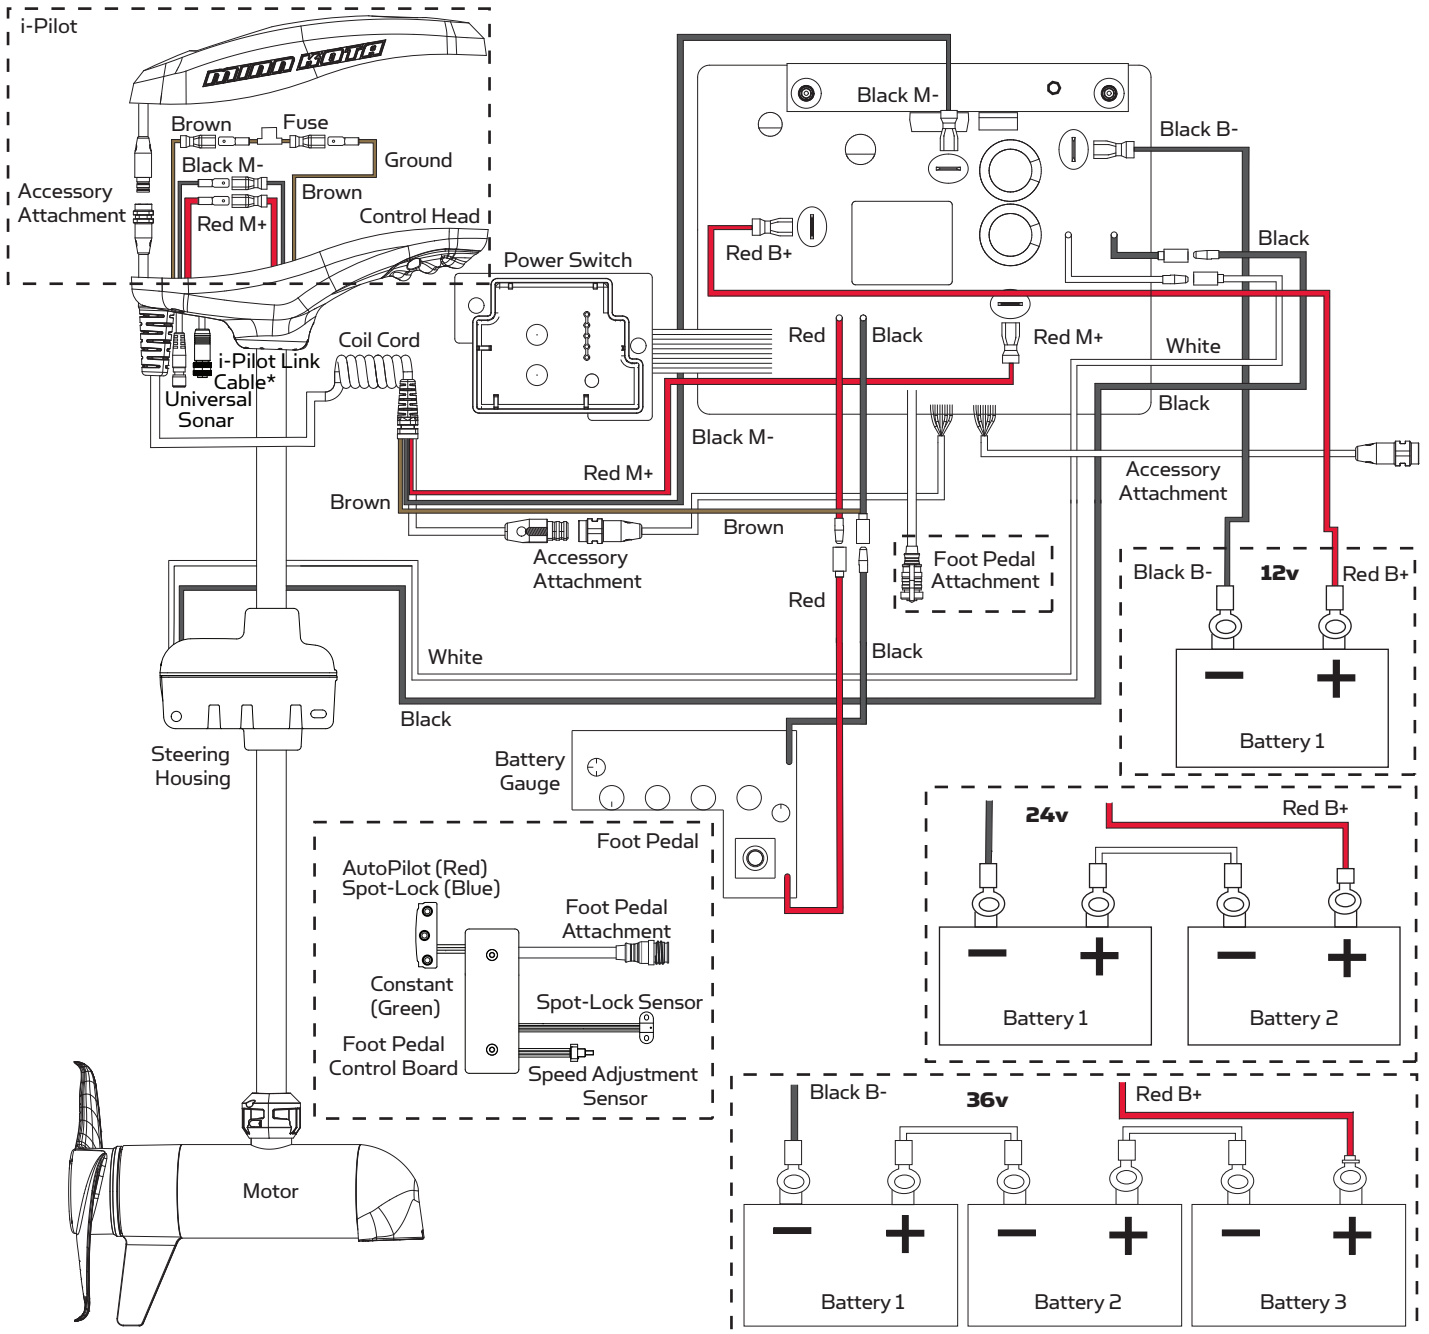 i-Pilot
MINN KOTA
Brown
Fuse
Black M-
Ground
Brown
Accessory
Attachment
Red M+
Control Head
i-Pilot Link
Cable*
Universal
Sonar
Coil Cord
Power Switch
Black M-
Black B-
Red B+
Black
Red
Black
Red M+
White
Black
Black M-
Red M+
Brown
Brown
Accessory
Attachment
Accessory
Attachment
Foot Pedal
Attachment
Red
Black
White
Black
Steering
Housing
Battery
Gauge
Black B-
12v
Red B+
Battery 1
24v
Red B+
Battery 1
Battery 2
Foot Pedal
AutoPilot (Red)
Spot-Lock (Blue)
Foot Pedal
Attachment
Constant
(Green)
Spot-Lock Sensor
Foot Pedal
Control Board
Speed Adjustment
Sensor
Motor
Black B-
36v
Red B+
Battery 1
Battery 2
Battery 3